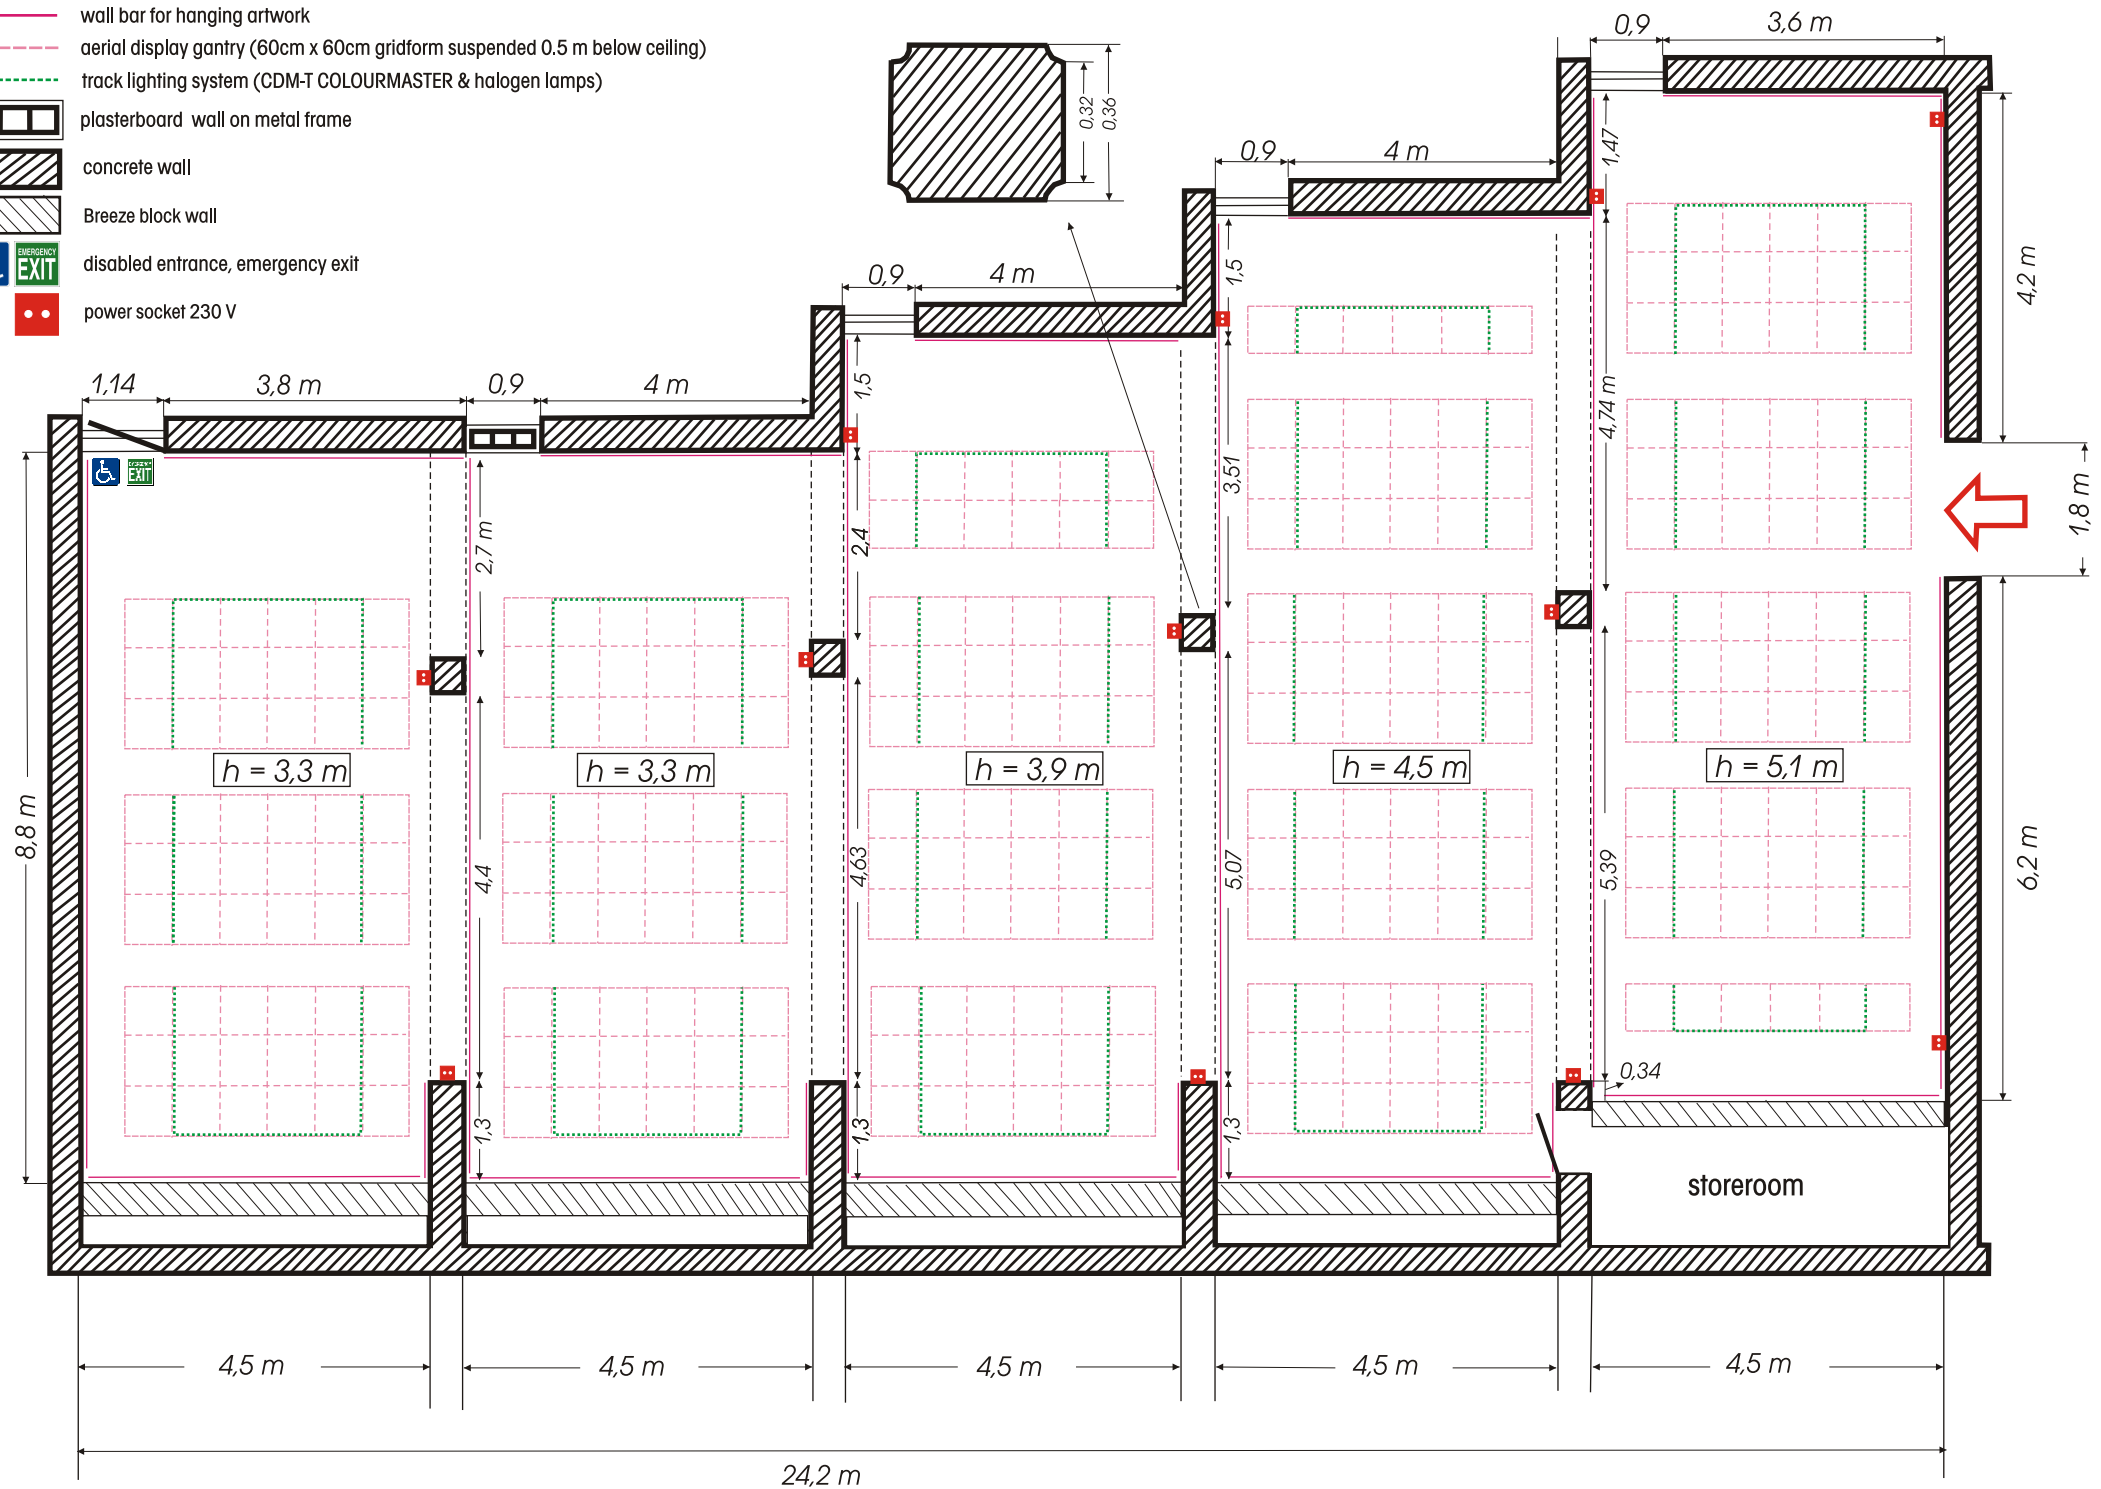 wall bar for hanging artwork
aerial display gantry (60cm x 60cm gridform suspended 0.5 m below ceiling)
track lighting system (CDM-T COLOURMASTER & halogen lamps)
plasterboard wall on metal frame
concrete wall
Breeze block wall
EMERGENCY
EXIT
disabled entrance, emergency exit
power socket 230 V
0,32
0,36
0,9
3,6 m
1,47
4,2 m
0,9
4 m
1,5
4,74 m
0,9
4 m
1,5
3,51
1,8 m
1,14
3,8 m
0,9
4 m
EXIT
2,7 m
2,4
h = 3,3 m
h = 3,3 m
h = 3,9 m
h = 4,5 m
h = 5,1 m
8,8 m
4,4
4,63
5,07
5,39
6,2 m
0,34
1,3
1,3
1,3
storeroom
4,5 m
4,5 m
4,5 m
4,5 m
4,5 m
24,2 m